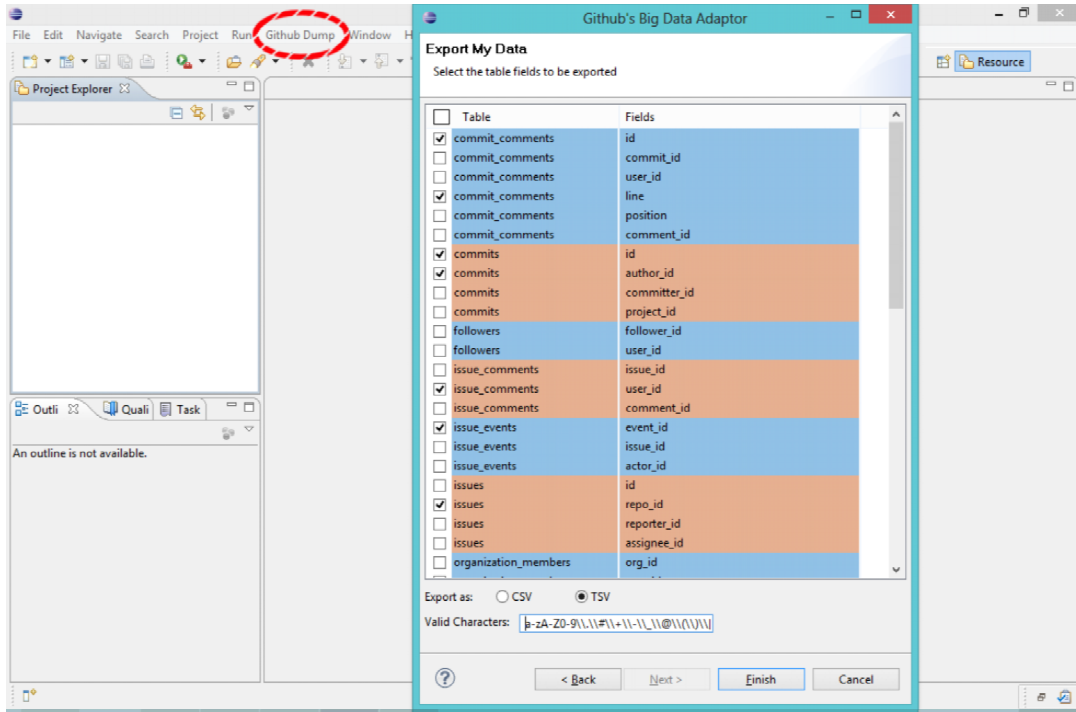 Github's Big Data Adaptor
File Edit Navigate Search Project Run Github Dump Window H
Resource
Project Explorer
Export My Data
Select the table fields to be exported
Table Fields
commit_comments id
commit_comments commit_id
commit_comments user_id
commit_comments line
commit_comments position
commit_comments comment_id
commits id
commits author_id
commits committer_id
commits project_id
followers follower_id
followers user_id
issue_comments issue_id
issue_comments user_id
issue_comments comment_id
issue_events event_id
issue_events issue_id
issue_events actor_id
issues id
issues repo_id
issues reporter_id
issues assignee_id
organization_members org_id
Outli Quali Task
An outline is not available.
Export as: CSV TSV
Valid Characters: a-zA-Z0-9\\.\\#\\+\\-\\_\\@\\(\\)\\|
? < Back Next > Finish Cancel